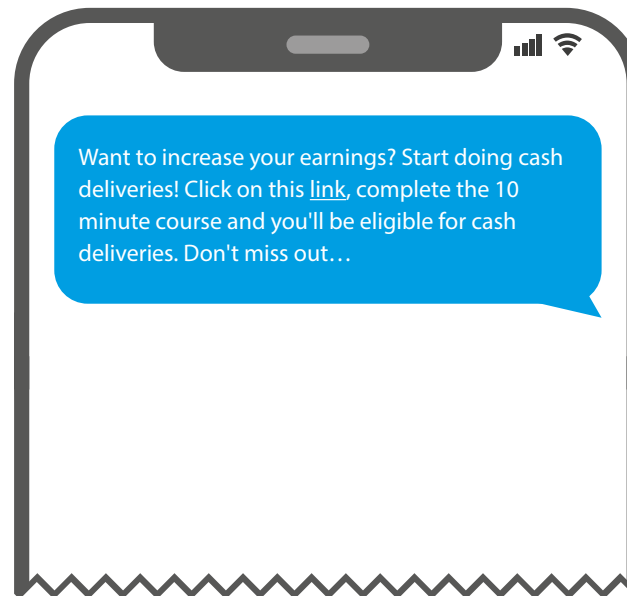 Want to increase your earnings? Start doing cash
deliveries! Click on this link, complete the 10
minute course and you'll be eligible for cash
deliveries. Don't miss out…